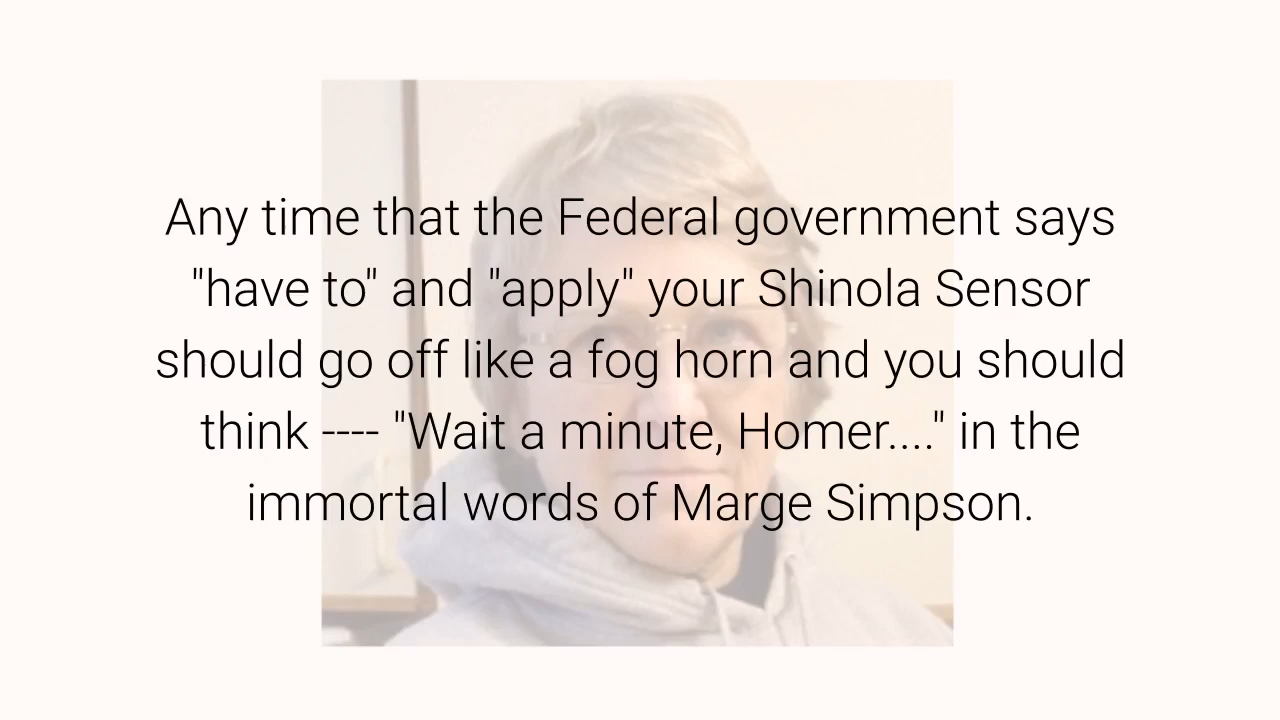 Any time that the Federal government says
"have to" and "apply" your Shinola Sensor
should go off like a fog horn and you should
think ---- "Wait a minute, Homer...." in the
immortal words of Marge Simpson.